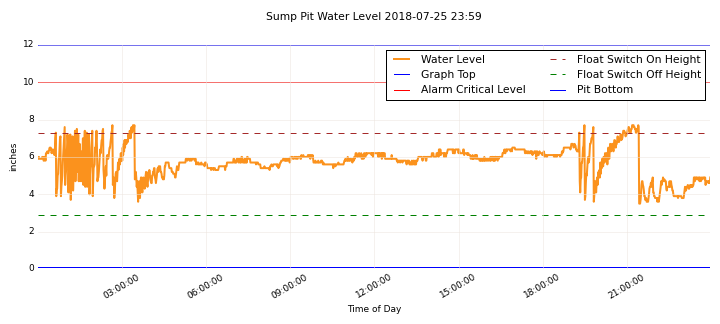 Sump Pit Water Level 2018-07-25 23:59
12
10
8
6
4
2
0
inches
Water Level
Graph Top
Alarm Critical Level
Float Switch On Height
Float Switch Off Height
Pit Bottom
03:00:00
06:00:00
09:00:00
12:00:00
15:00:00
18:00:00
21:00:00
Time of Day